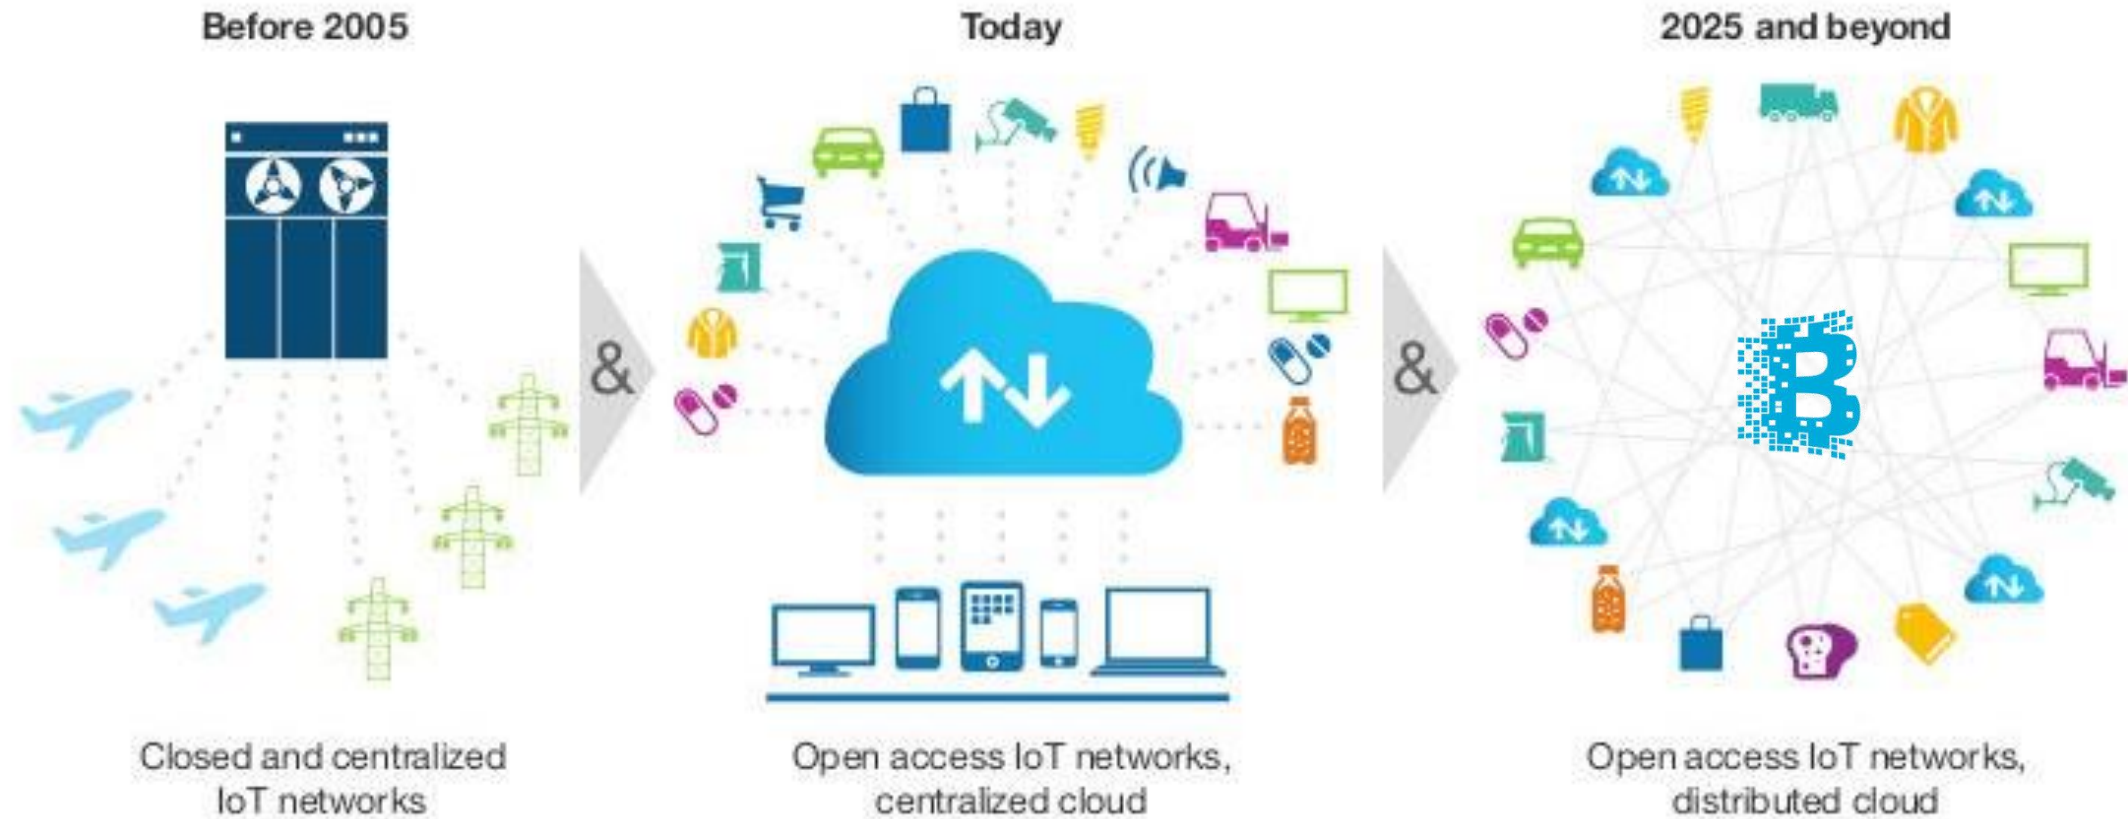 Before 2005
Today
2025 and beyond
&
&
B
Closed and centralized
IoT networks
Open access IoT networks,
centralized cloud
Open access IoT networks,
distributed cloud